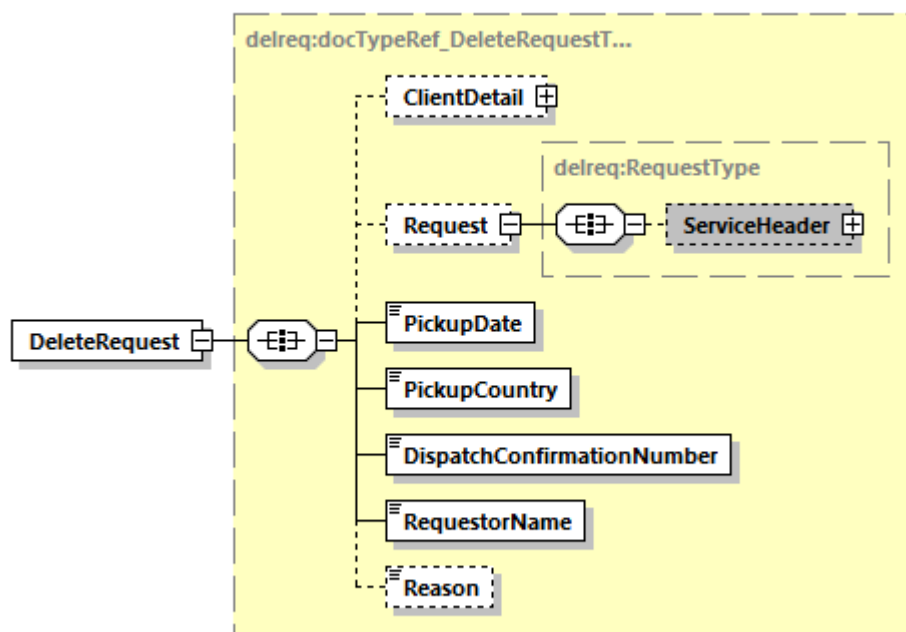 delreq:docTypeRef_DeleteRequestT...
ClientDetail
delreq:RequestType
Request
ServiceHeader
PickupDate
DeleteRequest
PickupCountry
DispatchConfirmationNumber
RequestorName
Reason